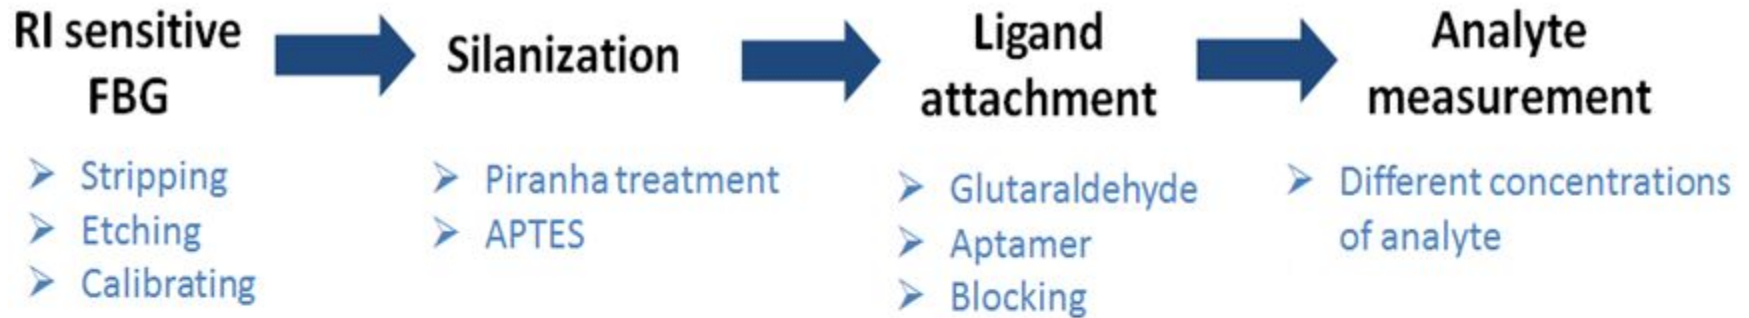 RI sensitive
FBG
Stripping
Etching
Calibrating
Silanization
Piranha treatment
APTES
Ligand
attachment
Glutaraldehyde
Aptamer
Blocking
Analyte
measurement
Different concentrations
of analyte